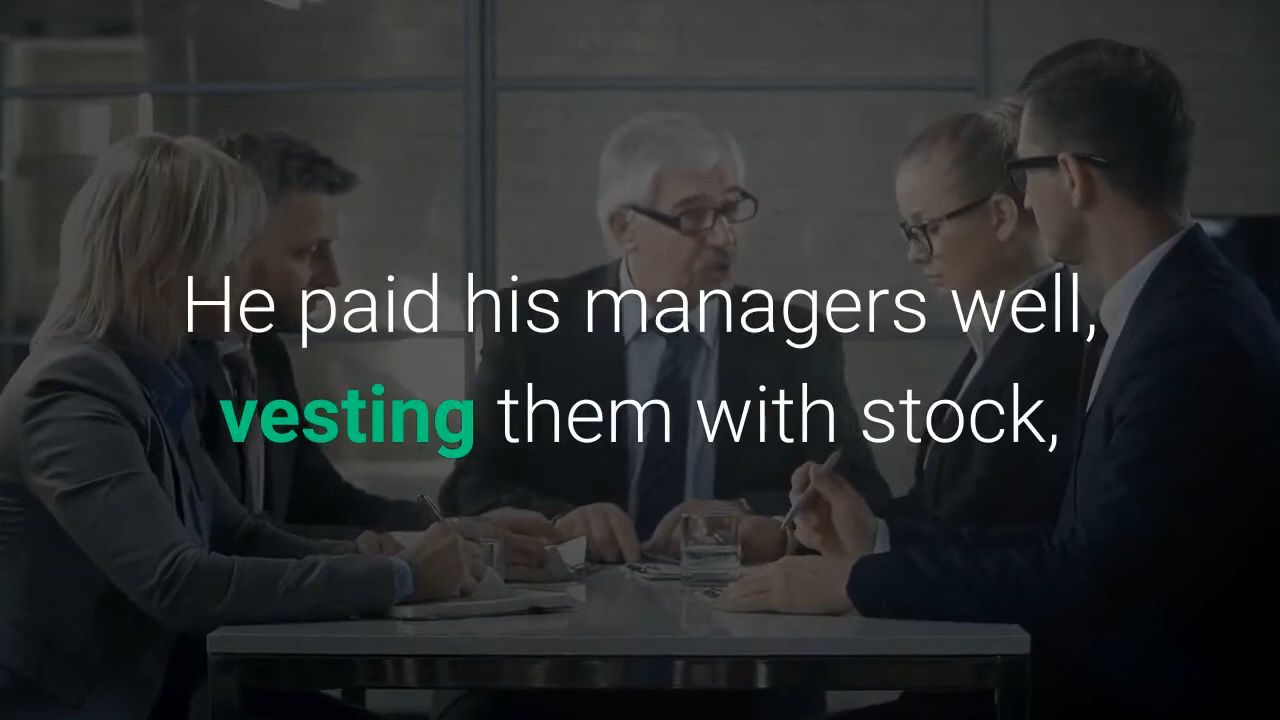 He paid his managers well,
vesting them with stock,